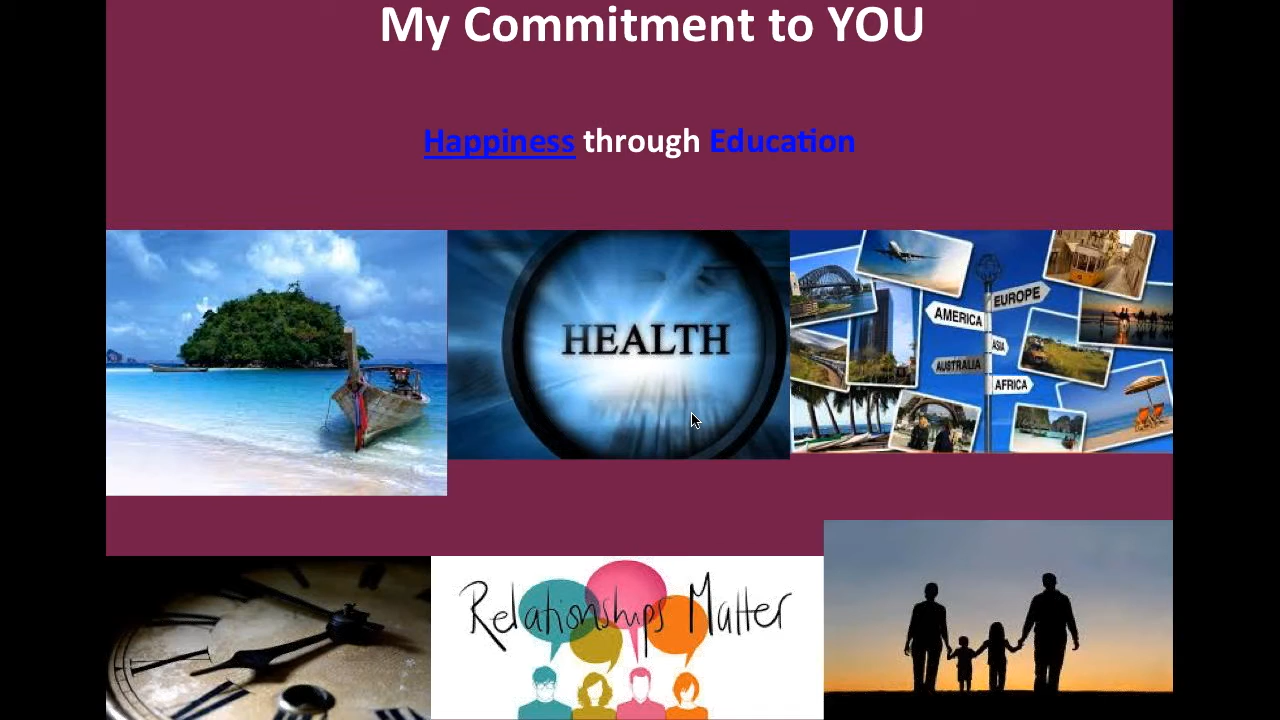 My Commitment to YOU
Happiness through Education
HEALTH
EUROPE
AMERICA
ASIA
AUSTRALIA
AFRICA
Relationships Matter